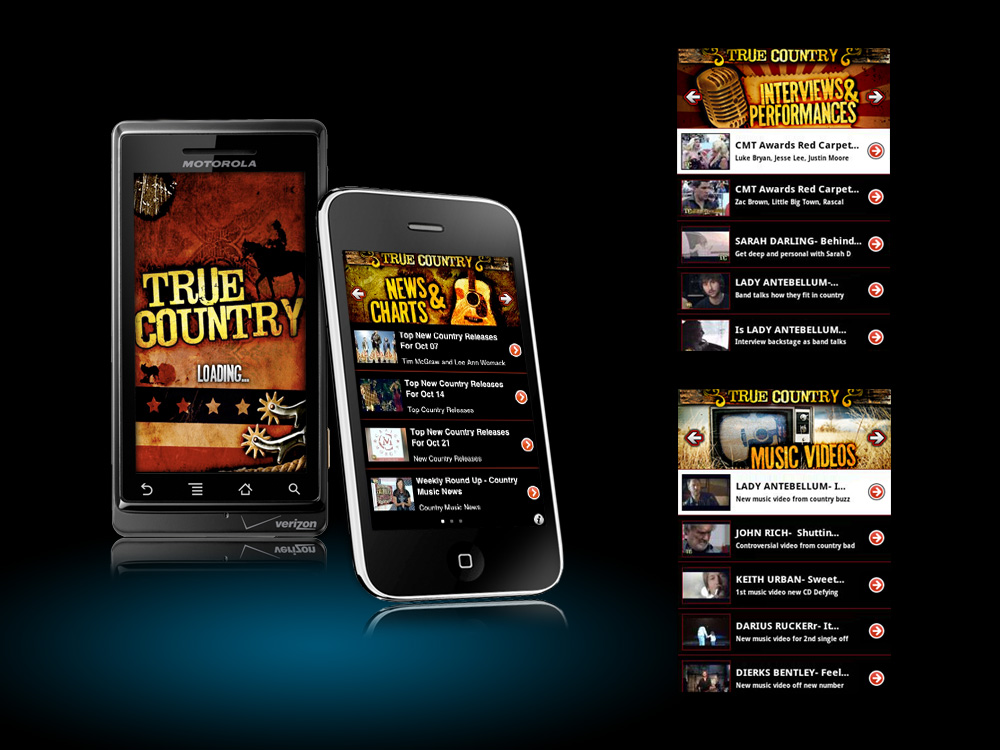 MOTOROLA
TRUE
COUNTRY
LOADING...
verizon
TRUE COUNTRY
NEWS
&
CHARTS
Top New Country Releases
For Oct 07
Tim McGraw and Lee Ann Womack
Top New Country Releases
For Oct 14
Top Country Releases
Top New Country Releases
For Oct 21
New Country Releases
Weekly Round Up - Country
Music News
Country Music News
TRUE COUNTRY
INTERVIEWS&
PERFORMANCES
CMT Awards Red Carpet...
Luke Bryan, Jesse Lee, Justin Moore
CMT Awards Red Carpet...
Zac Brown, Little Big Town, Rascal
SARAH DARLING- Behind...
Get deep and personal with Sarah D
LADY ANTEBELLUM-...
Band talks how they fit in country
Is LADY ANTEBELLUM...
Interview backstage as band talks
TRUE COUNTRY
MUSIC VIDEOS
LADY ANTEBELLUM- I...
New music video from country buzz
JOHN RICH- Shuttin...
Controversial video from country bad
KEITH URBAN- Sweet...
1st music video new CD Defying
DARIUS RUCKERr- It...
New music video for 2nd single off
DIERKS BENTLEY- Feel...
New music video off new number